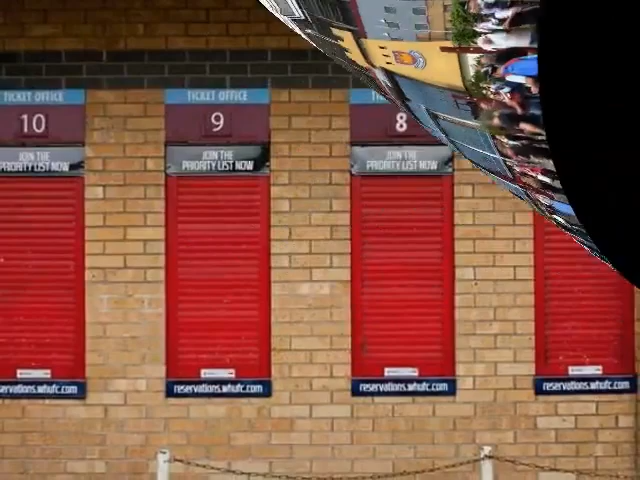 TICKET OFFICE
10
JOIN THE
PRIORITY LIST NOW
reservations.whufc.com
TICKET OFFICE
9
JOIN THE
PRIORITY LIST NOW
reservations.whufc.com
8
JOIN THE
PRIORITY LIST NOW
reservations.whufc.com
reservations.whufc.com